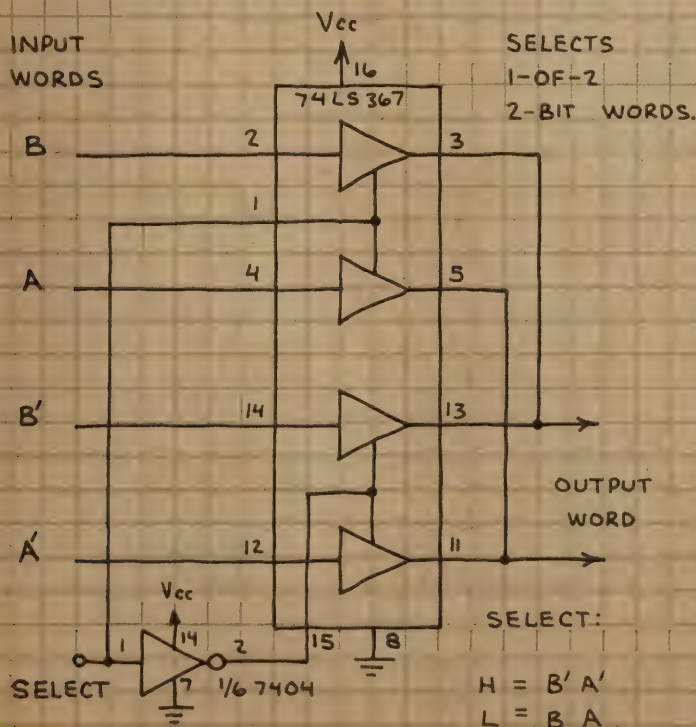 Vcc
INPUT
WORDS
SELECTS
1-OF-2
2-BIT WORDS.
16
74LS367
B
2
3
1
A
4
5
B'
14
13
OUTPUT
WORD
A'
12
11
Vcc
SELECT:
15
8
1
14
2
7
SELECT
1/6 7404
H = B' A'
L = B A